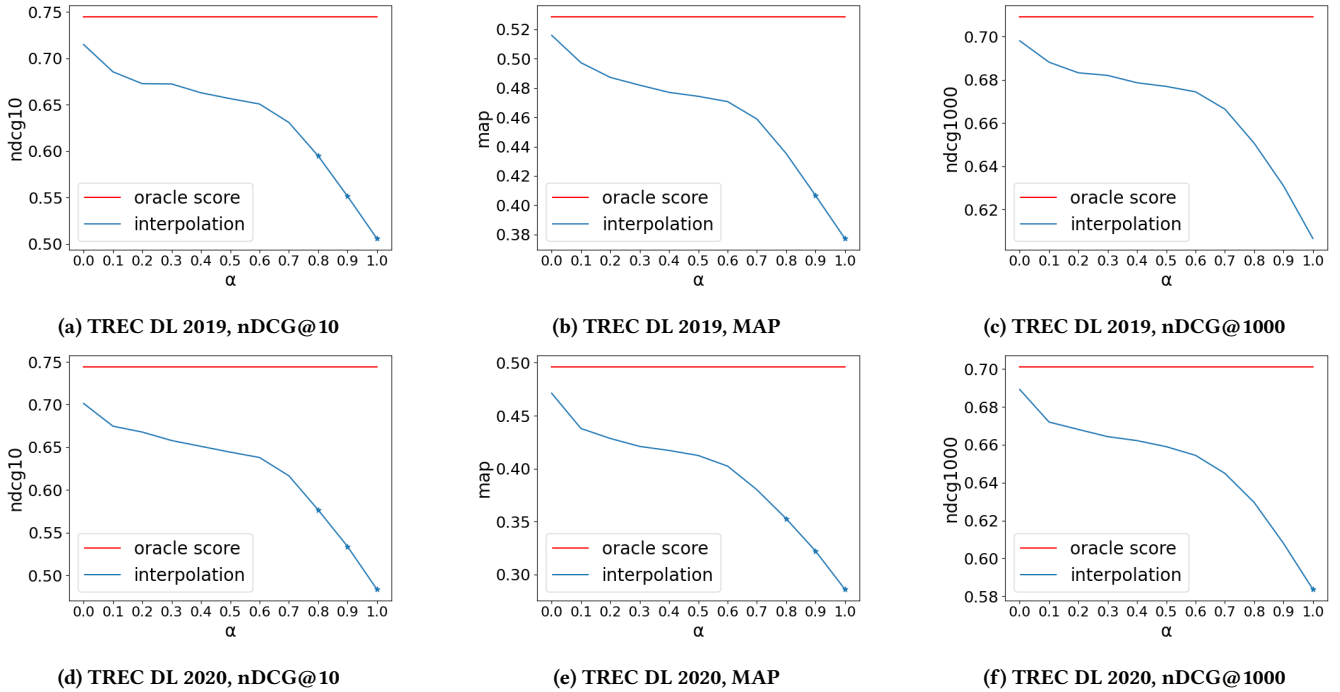 0.75
0.70
0.65
0.60
0.55
0.50
ndcg10
oracle score
interpolation
0.0 0.1 0.2 0.3 0.4 0.5 0.6 0.7 0.8 0.9 1.0
α
(a) TREC DL 2019, nDCG@10
0.52
0.50
0.48
0.46
0.44
0.42
0.40
0.38
map
oracle score
interpolation
0.0 0.1 0.2 0.3 0.4 0.5 0.6 0.7 0.8 0.9 1.0
α
(b) TREC DL 2019, MAP
0.70
0.68
0.66
0.64
0.62
ndcg1000
oracle score
interpolation
0.0 0.1 0.2 0.3 0.4 0.5 0.6 0.7 0.8 0.9 1.0
α
(c) TREC DL 2019, nDCG@1000
0.75
0.70
0.65
0.60
0.55
0.50
ndcg10
oracle score
interpolation
0.0 0.1 0.2 0.3 0.4 0.5 0.6 0.7 0.8 0.9 1.0
α
(d) TREC DL 2020, nDCG@10
0.50
0.45
0.40
0.35
0.30
map
oracle score
interpolation
0.0 0.1 0.2 0.3 0.4 0.5 0.6 0.7 0.8 0.9 1.0
α
(e) TREC DL 2020, MAP
0.70
0.68
0.66
0.64
0.62
0.60
0.58
ndcg1000
oracle score
interpolation
0.0 0.1 0.2 0.3 0.4 0.5 0.6 0.7 0.8 0.9 1.0
α
(f) TREC DL 2020, nDCG@1000